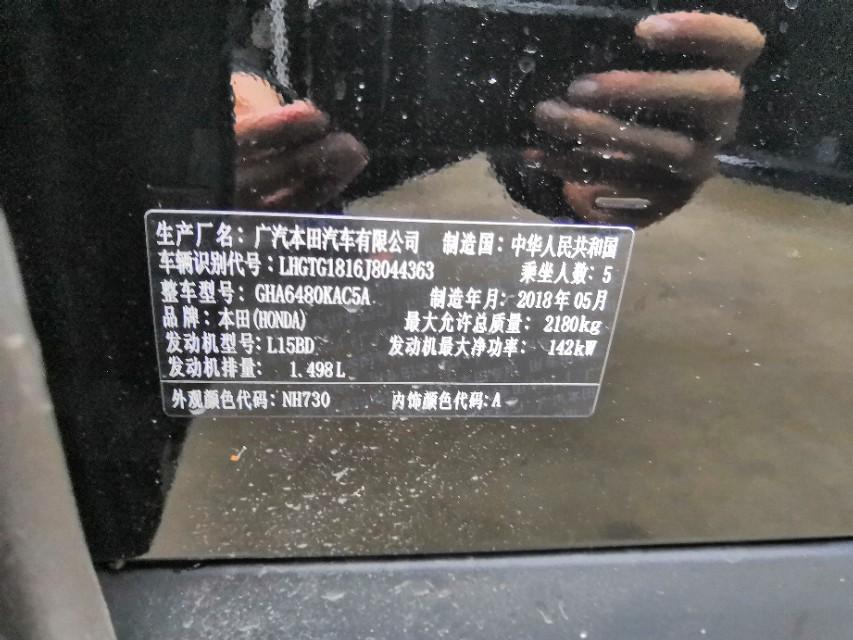 生产厂名：广汽本田汽车有限公司 制造国：中华人民共和国
车辆识别代号：LHGTG1816J8044363 乘坐人数：5
整车型号：GHA6480KAC5A 制造年月：2018年05月
品牌：本田(HONDA) 最大允许总质量： 2180kg
发动机型号：L15BD 发动机最大净功率： 142kW
发动机排量： 1.498L
外观颜色代码：NH730 内饰颜色代码：A